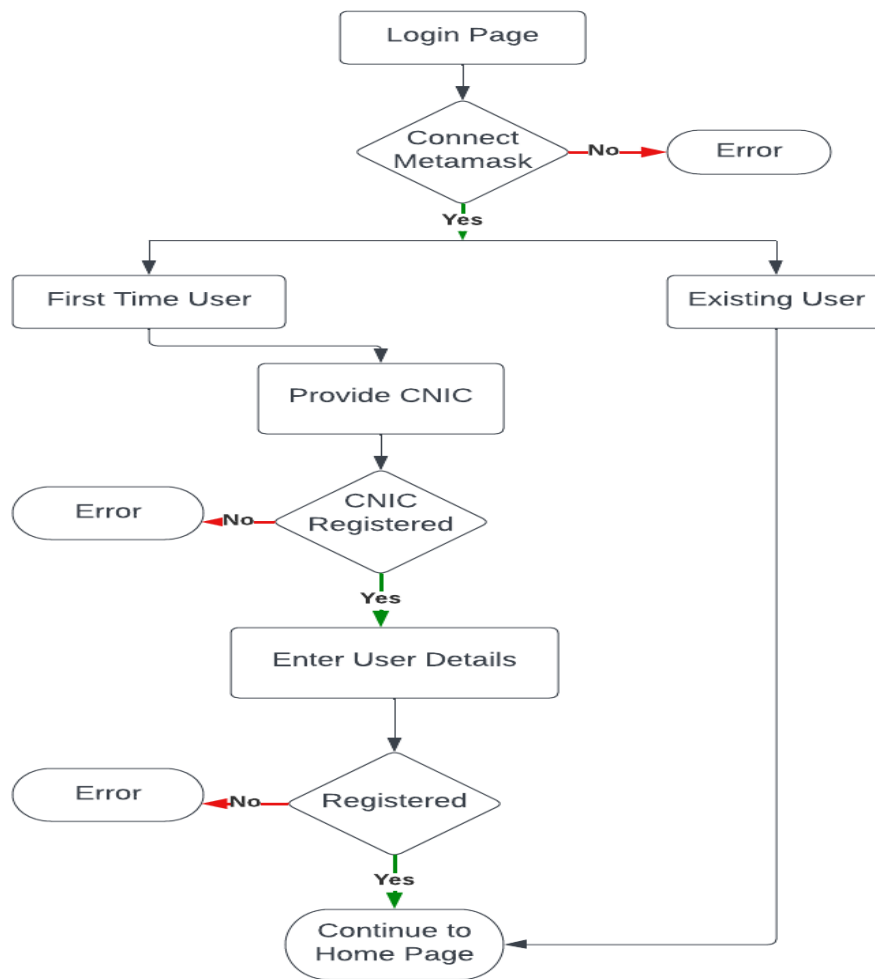 Login Page
Connect
Metamask
No
Error
Yes
First Time User
Existing User
Provide CNIC
CNIC
Registered
No
Error
Yes
Enter User Details
Registered
No
Error
Yes
Continue to
Home Page